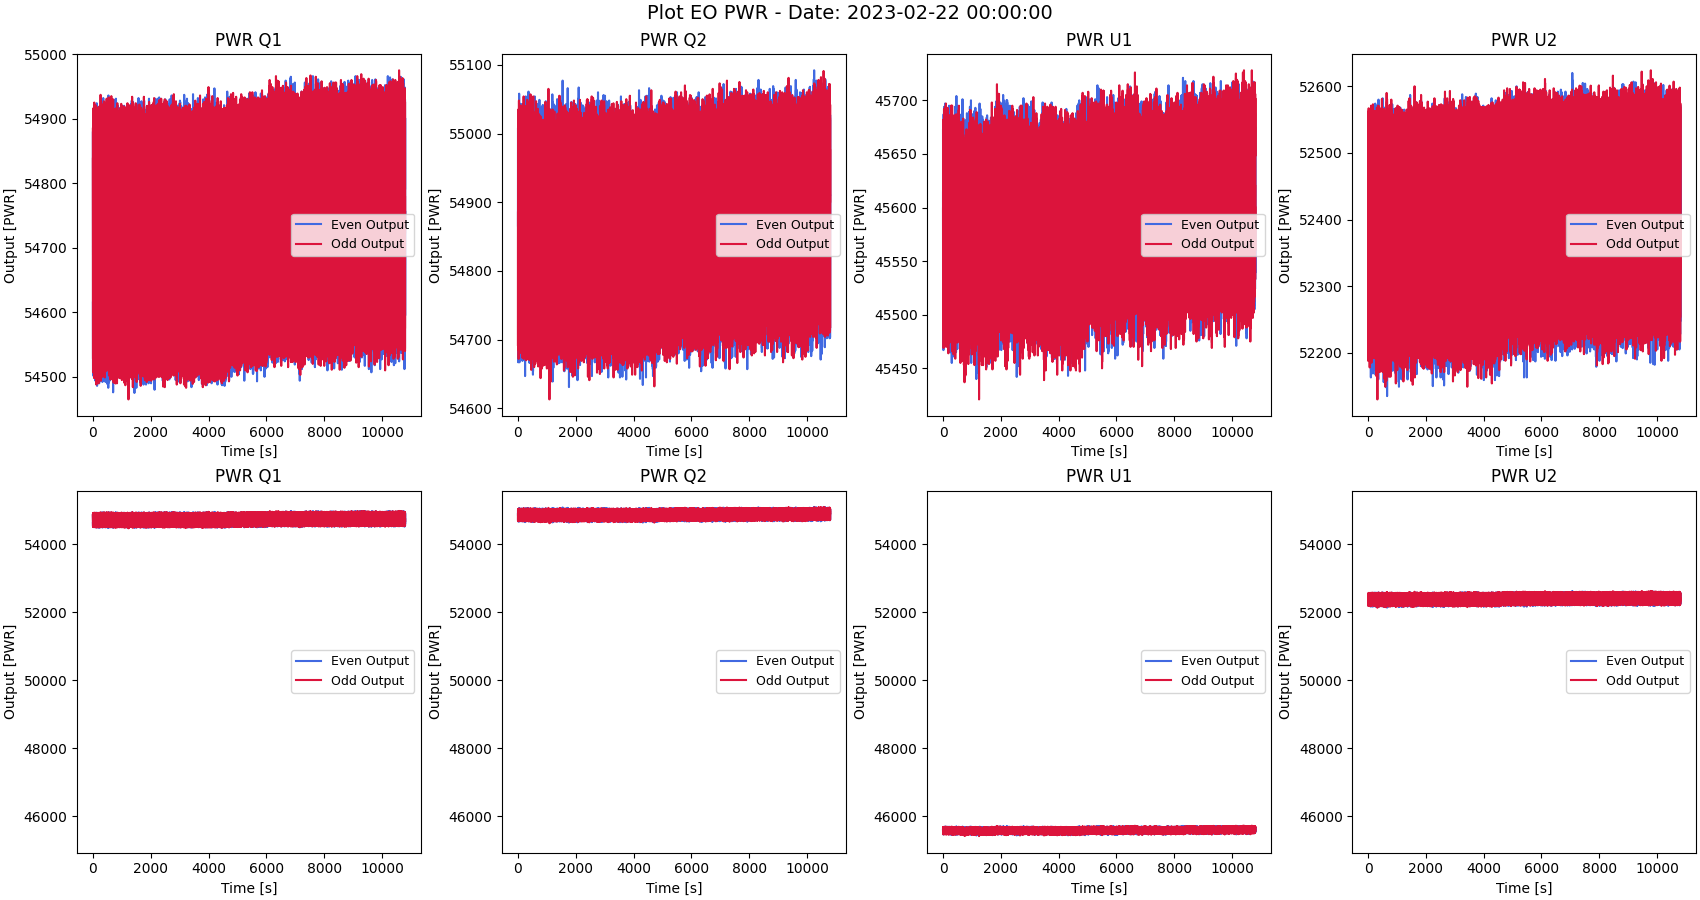 Plot EO PWR - Date: 2023-02-22 00:00:00
PWR Q1
55000
54900
54800
54700
54600
54500
Output [PWR]
Even Output
Odd Output
0 2000 4000 6000 8000 10000
Time [s]
PWR Q2
55100
55000
54900
54800
54700
54600
Output [PWR]
Even Output
Odd Output
0 2000 4000 6000 8000 10000
Time [s]
PWR U1
45700
45650
45600
45550
45500
45450
Output [PWR]
Even Output
Odd Output
0 2000 4000 6000 8000 10000
Time [s]
PWR U2
52600
52500
52400
52300
52200
Output [PWR]
Even Output
Odd Output
0 2000 4000 6000 8000 10000
Time [s]
PWR Q1
54000
52000
50000
48000
46000
Output [PWR]
Even Output
Odd Output
0 2000 4000 6000 8000 10000
Time [s]
PWR Q2
54000
52000
50000
48000
46000
Output [PWR]
Even Output
Odd Output
0 2000 4000 6000 8000 10000
Time [s]
PWR U1
54000
52000
50000
48000
46000
Output [PWR]
Even Output
Odd Output
0 2000 4000 6000 8000 10000
Time [s]
PWR U2
54000
52000
50000
48000
46000
Output [PWR]
Even Output
Odd Output
0 2000 4000 6000 8000 10000
Time [s]